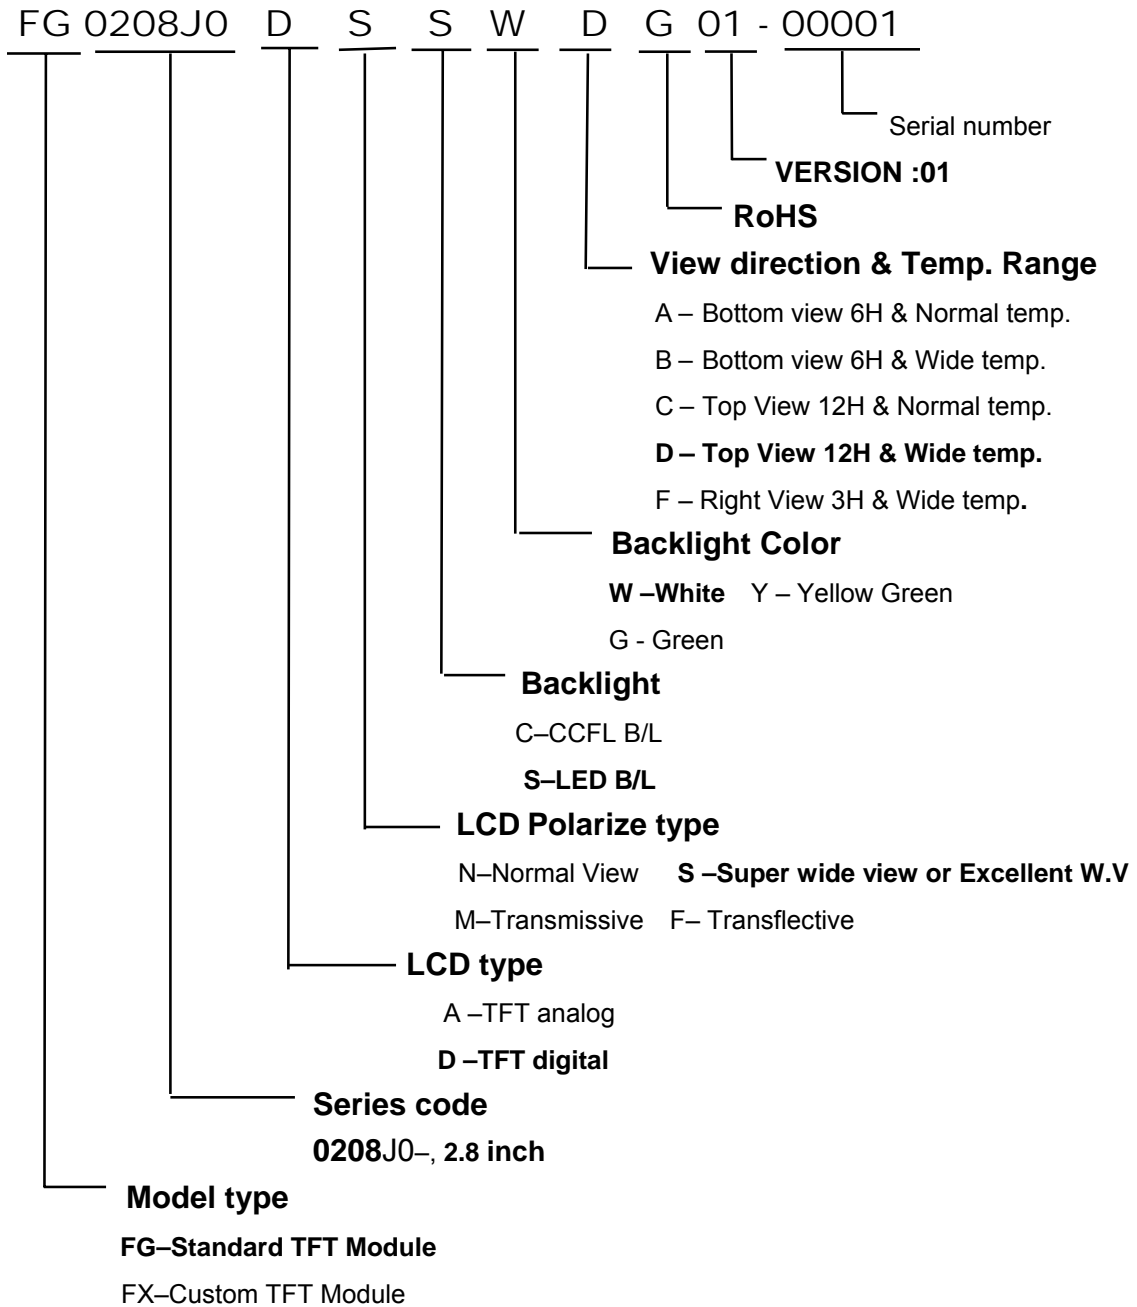 FG 0208J0 D S S W D G 01 - 00001
Serial number
VERSION :01
RoHS
View direction & Temp. Range
A – Bottom view 6H & Normal temp.
B – Bottom view 6H & Wide temp.
C – Top View 12H & Normal temp.
D – Top View 12H & Wide temp.
F – Right View 3H & Wide temp.
Backlight Color
W –White Y – Yellow Green
G - Green
Backlight
C–CCFL B/L
S–LED B/L
LCD Polarize type
N–Normal View S –Super wide view or Excellent W.V
M–Transmissive F– Transflective
LCD type
A –TFT analog
D –TFT digital
Series code
0208J0–, 2.8 inch
Model type
FG–Standard TFT Module
FX–Custom TFT Module